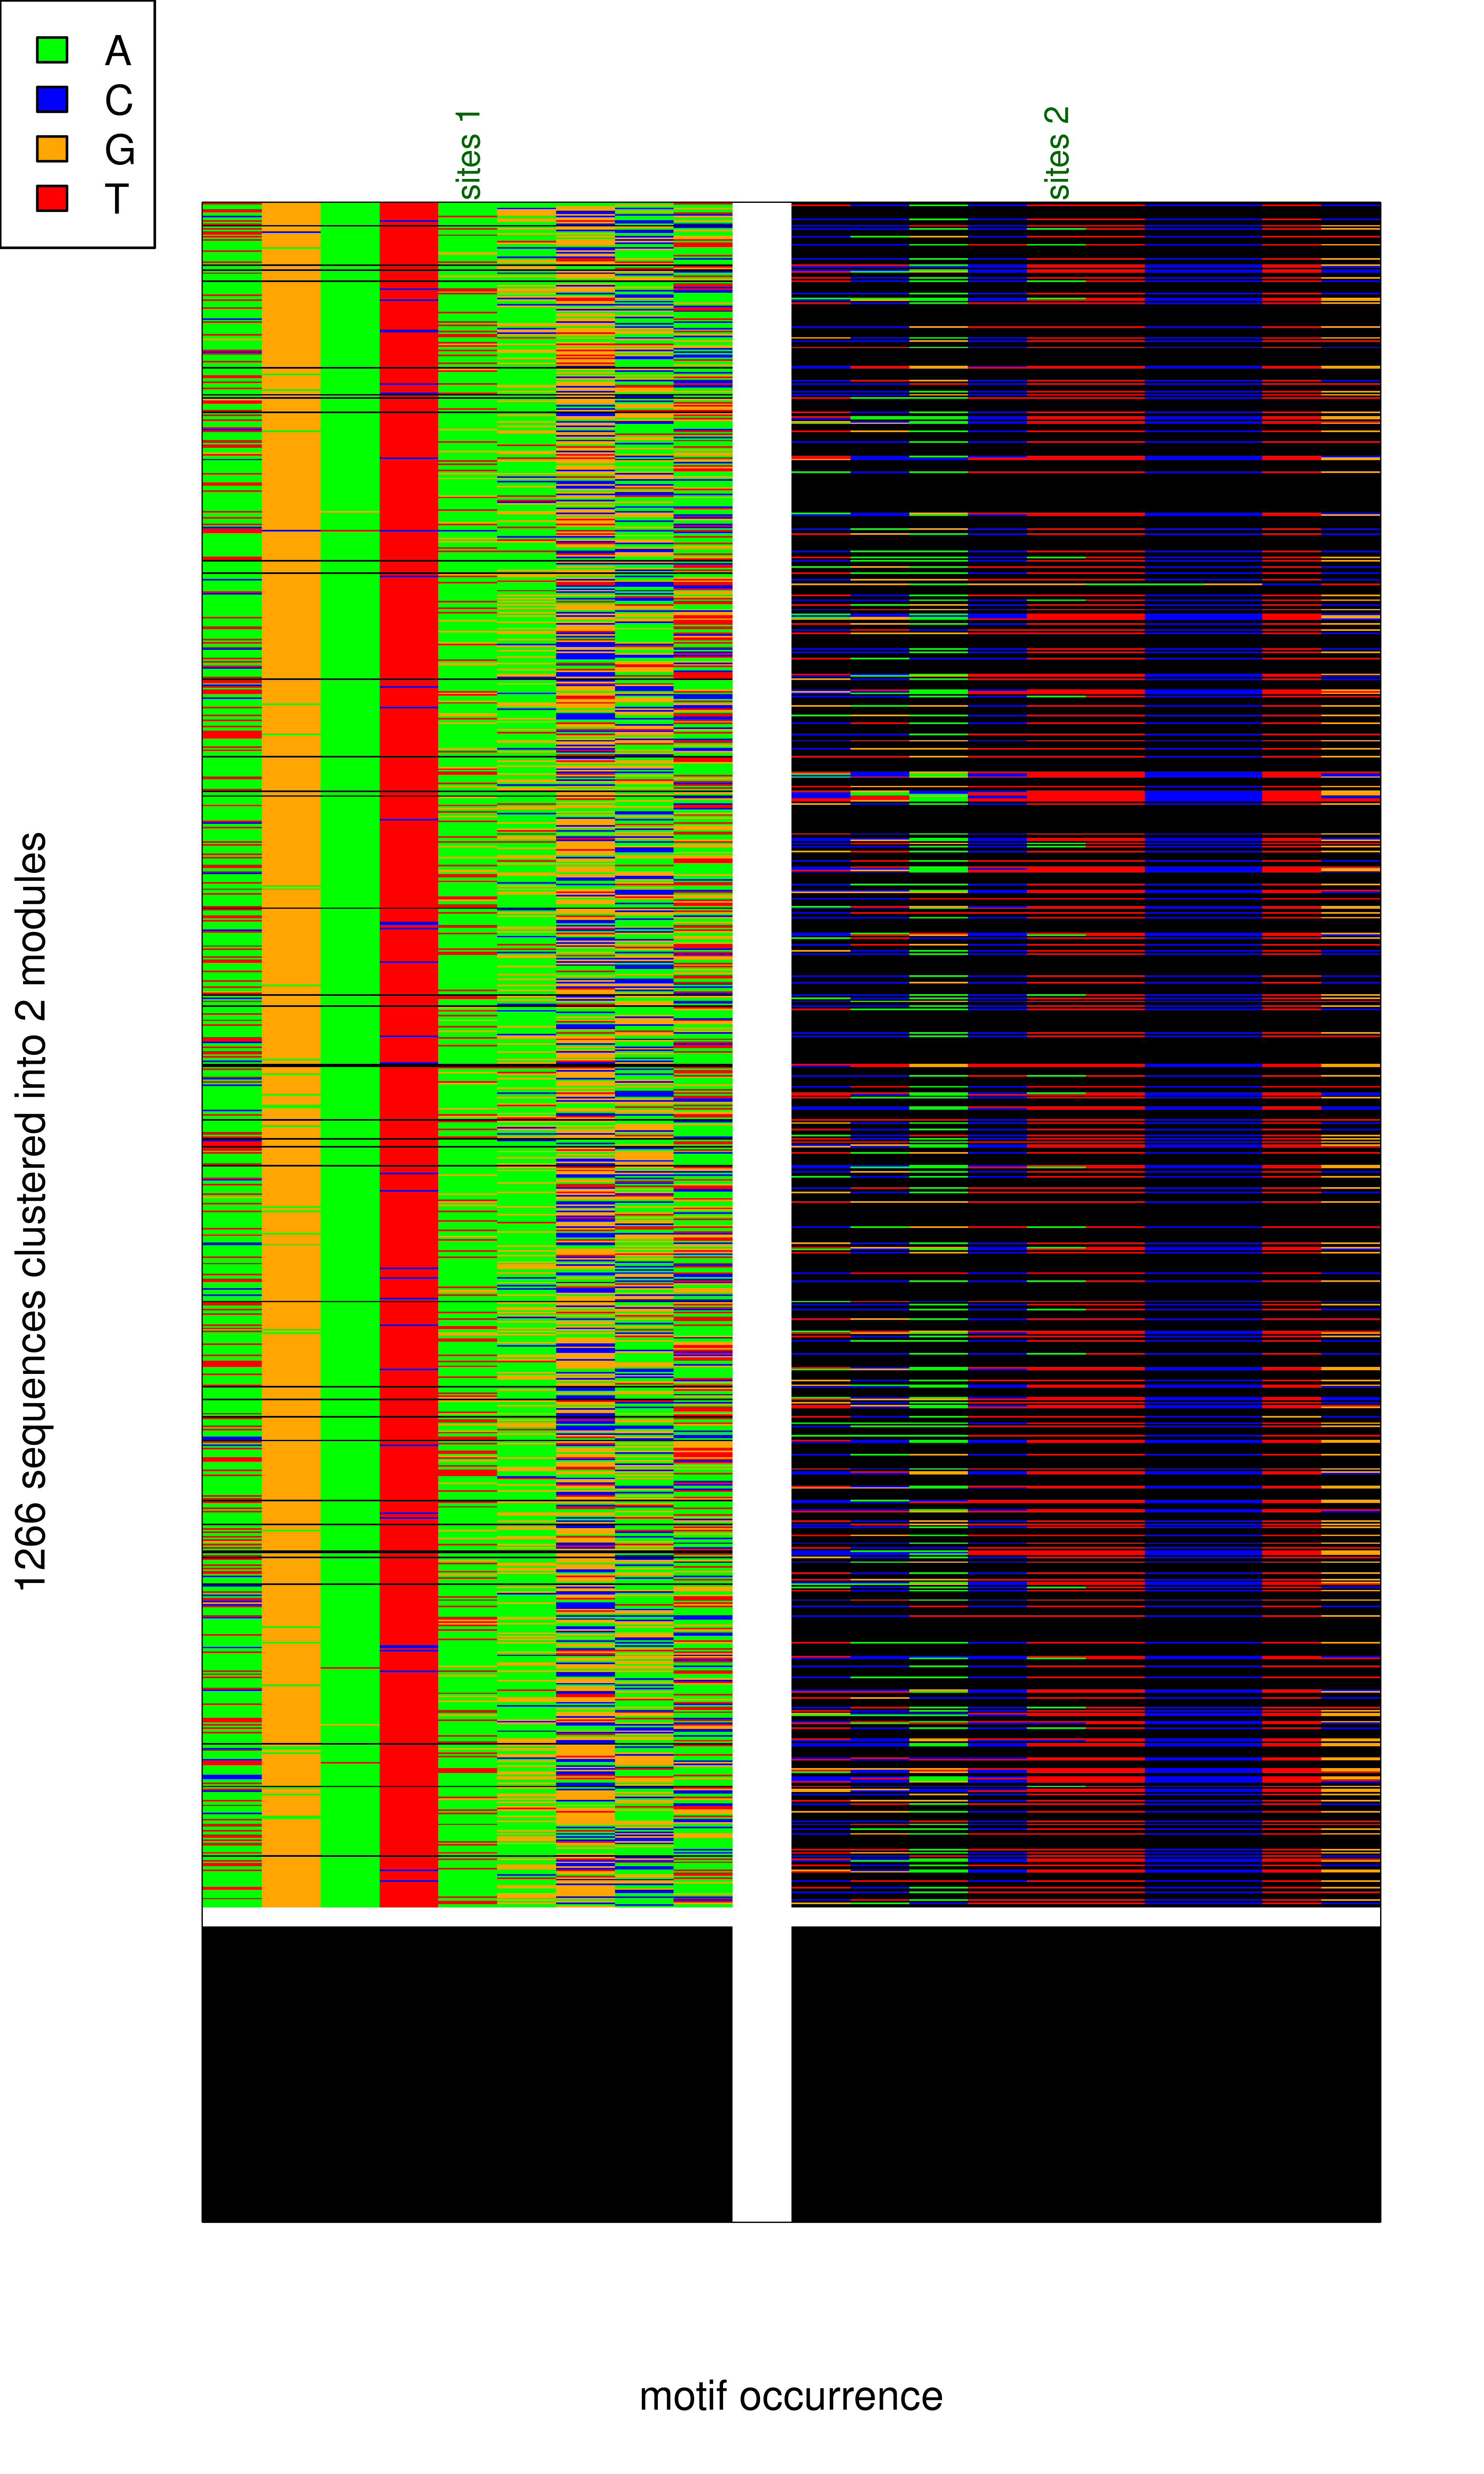 A
C
G
T
sites 1
sites 2
1266 sequences clustered into 2 modules
motif occurrence